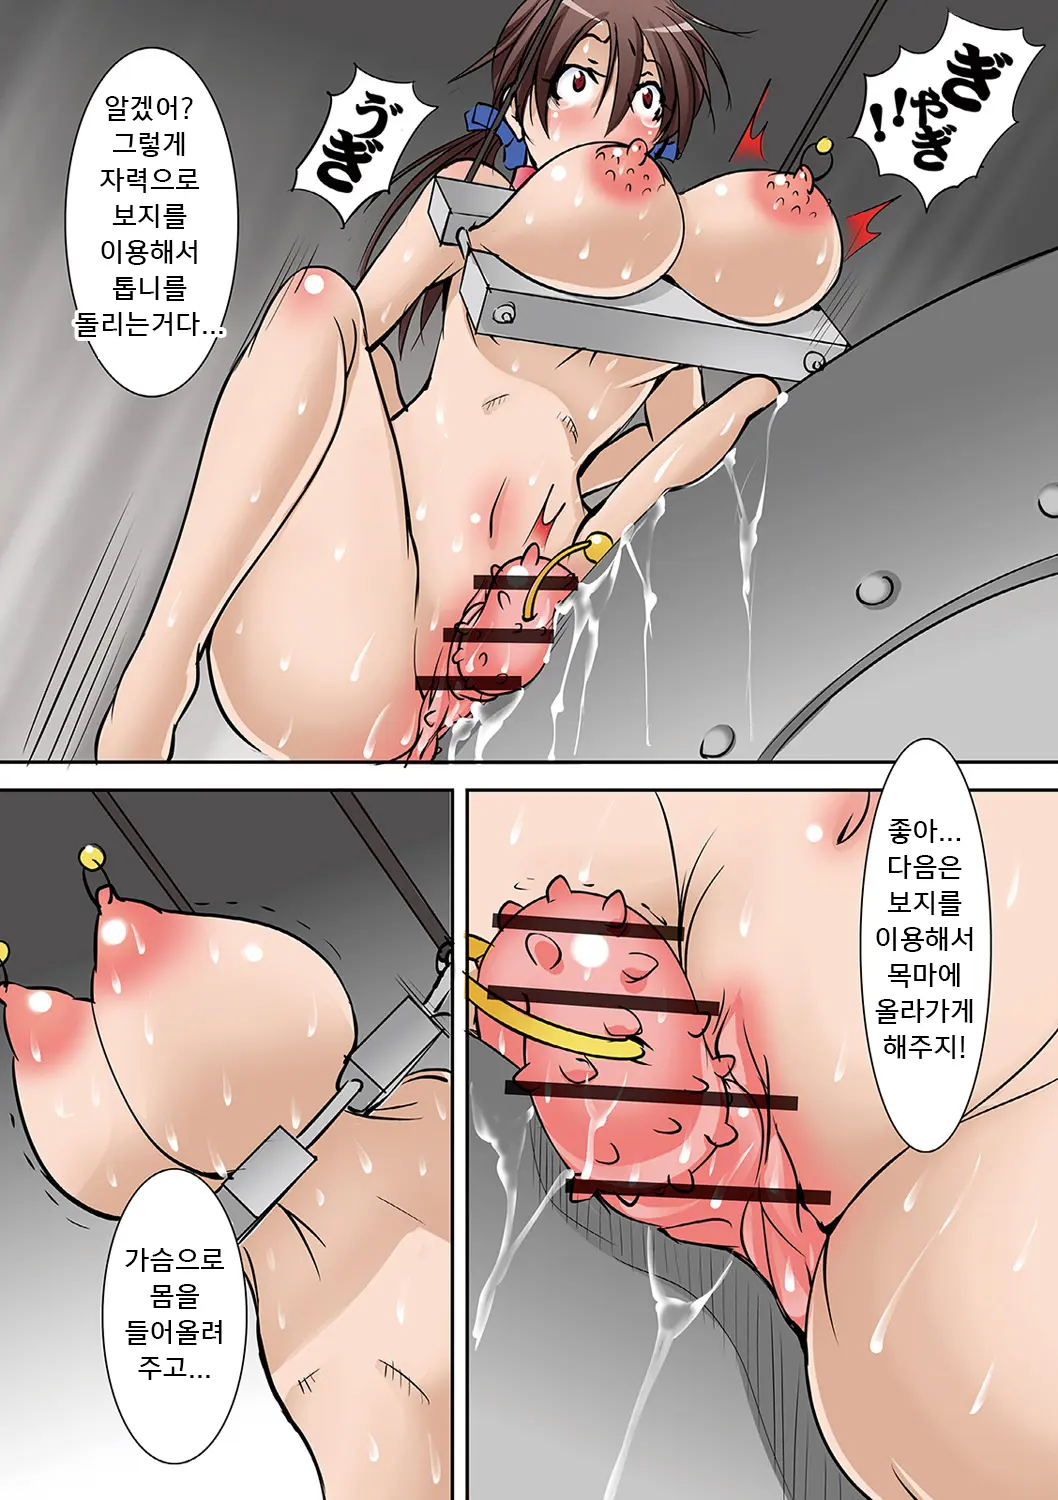 ぎやぎ
!!
う゛ぎ
알겠어?
그렇게
자력으로
보지를
이용해서
톱니를
돌리는거다...
좋아...
다음은
보지를
이용해서
목마에
올라가게
해주지!
가슴으로
몸을
들어올려
주고...